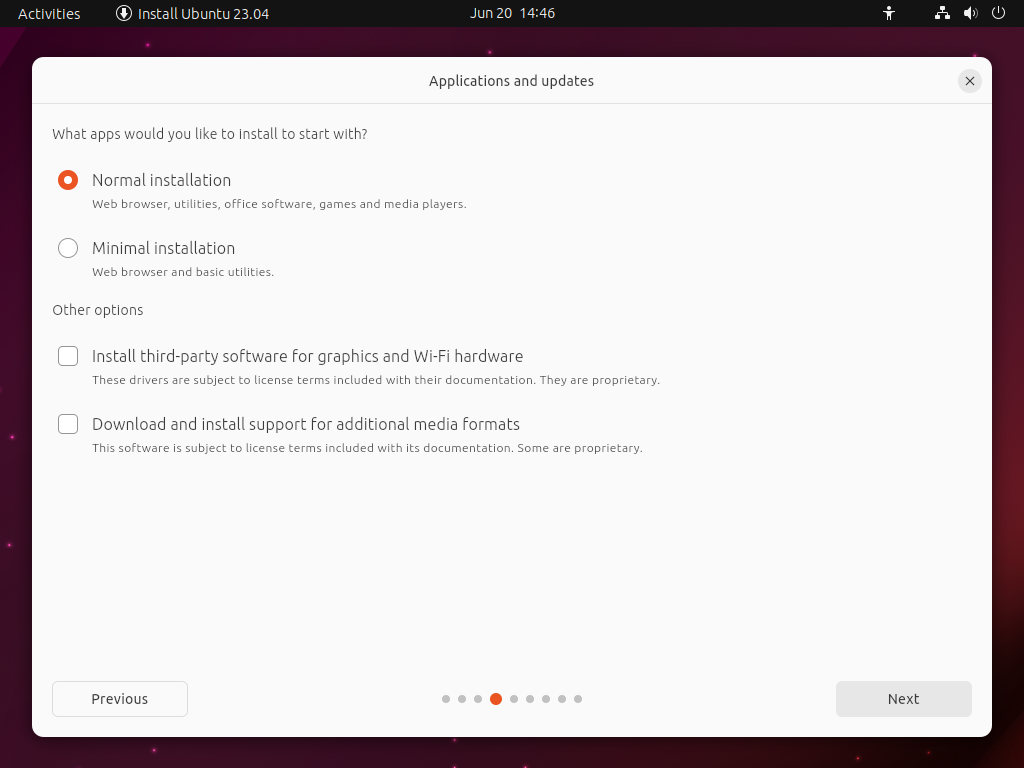 Activities
Install Ubuntu 23.04
Jun 20 14:46
Applications and updates
What apps would you like to install to start with?
Normal installation
Web browser, utilities, office software, games and media players.
Minimal installation
Web browser and basic utilities.
Other options
Install third-party software for graphics and Wi-Fi hardware
These drivers are subject to license terms included with their documentation. They are proprietary.
Download and install support for additional media formats
This software is subject to license terms included with its documentation. Some are proprietary.
Previous
Next